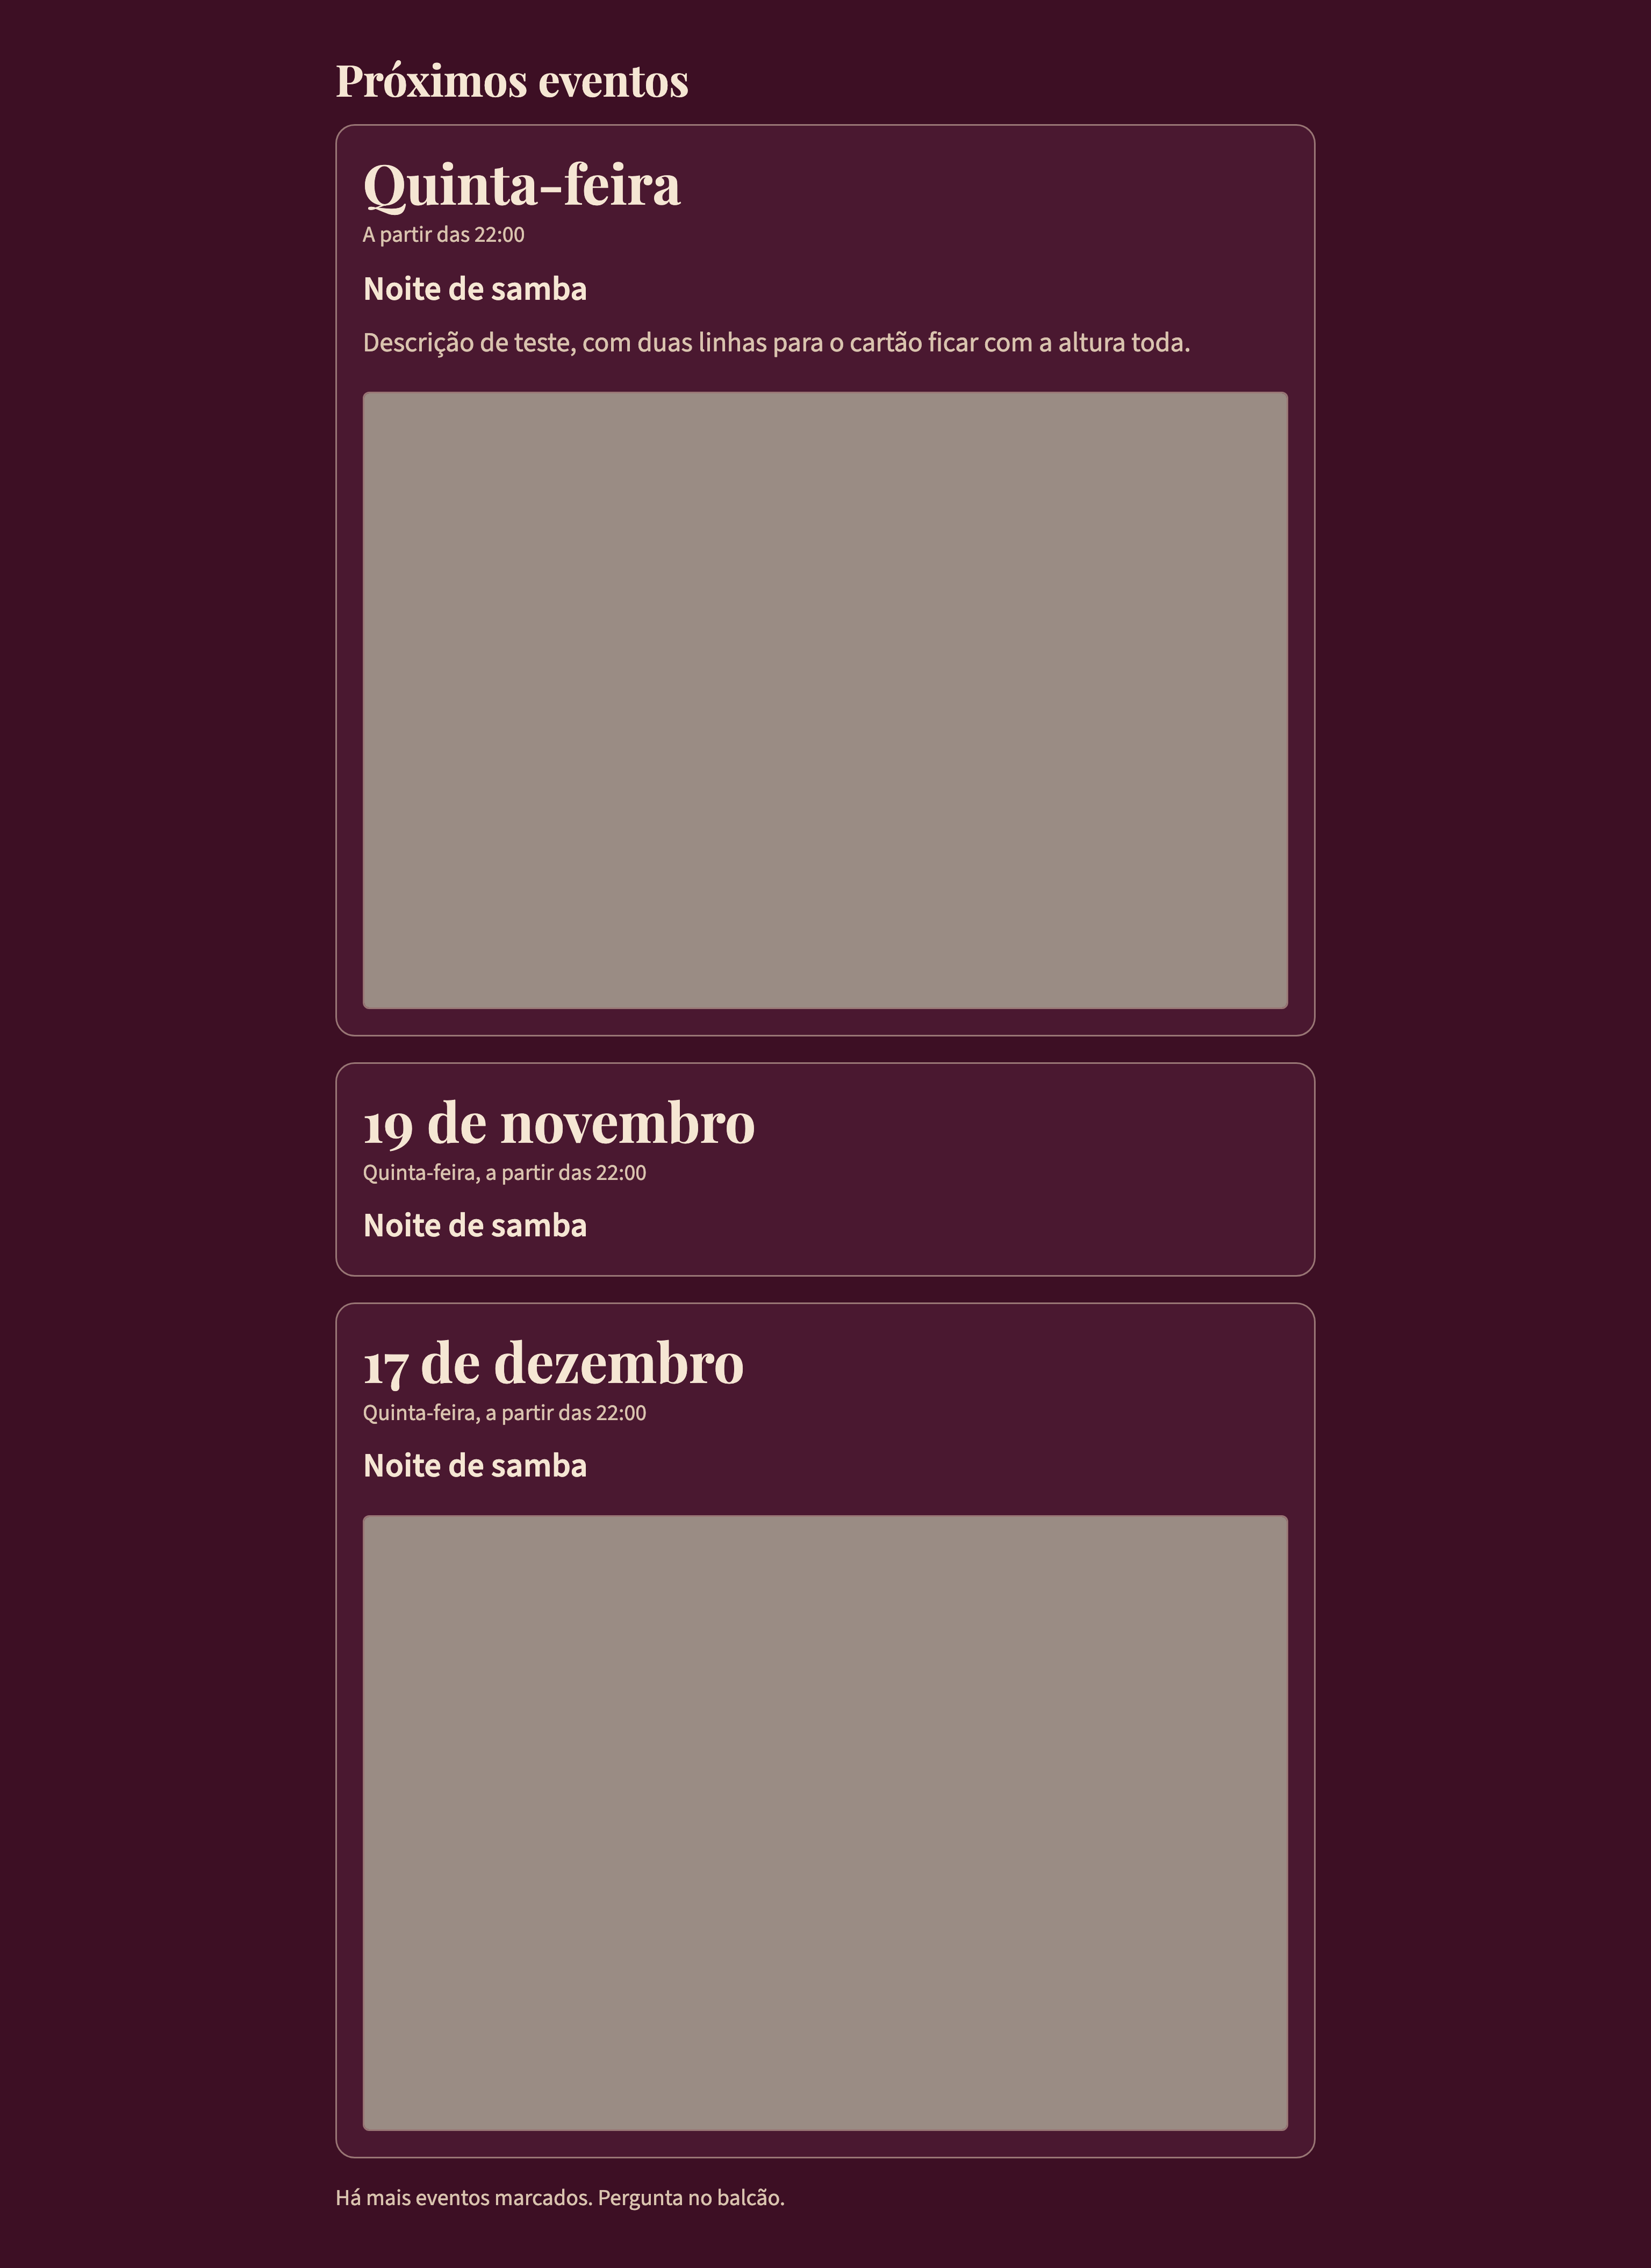 Próximos eventos
Quinta-feira
A partir das 22:00
Noite de samba
Descrição de teste, com duas linhas para o cartão ficar com a altura toda.
19 de novembro
Quinta-feira, a partir das 22:00
Noite de samba
17 de dezembro
Quinta-feira, a partir das 22:00
Noite de samba
Há mais eventos marcados. Pergunta no balcão.